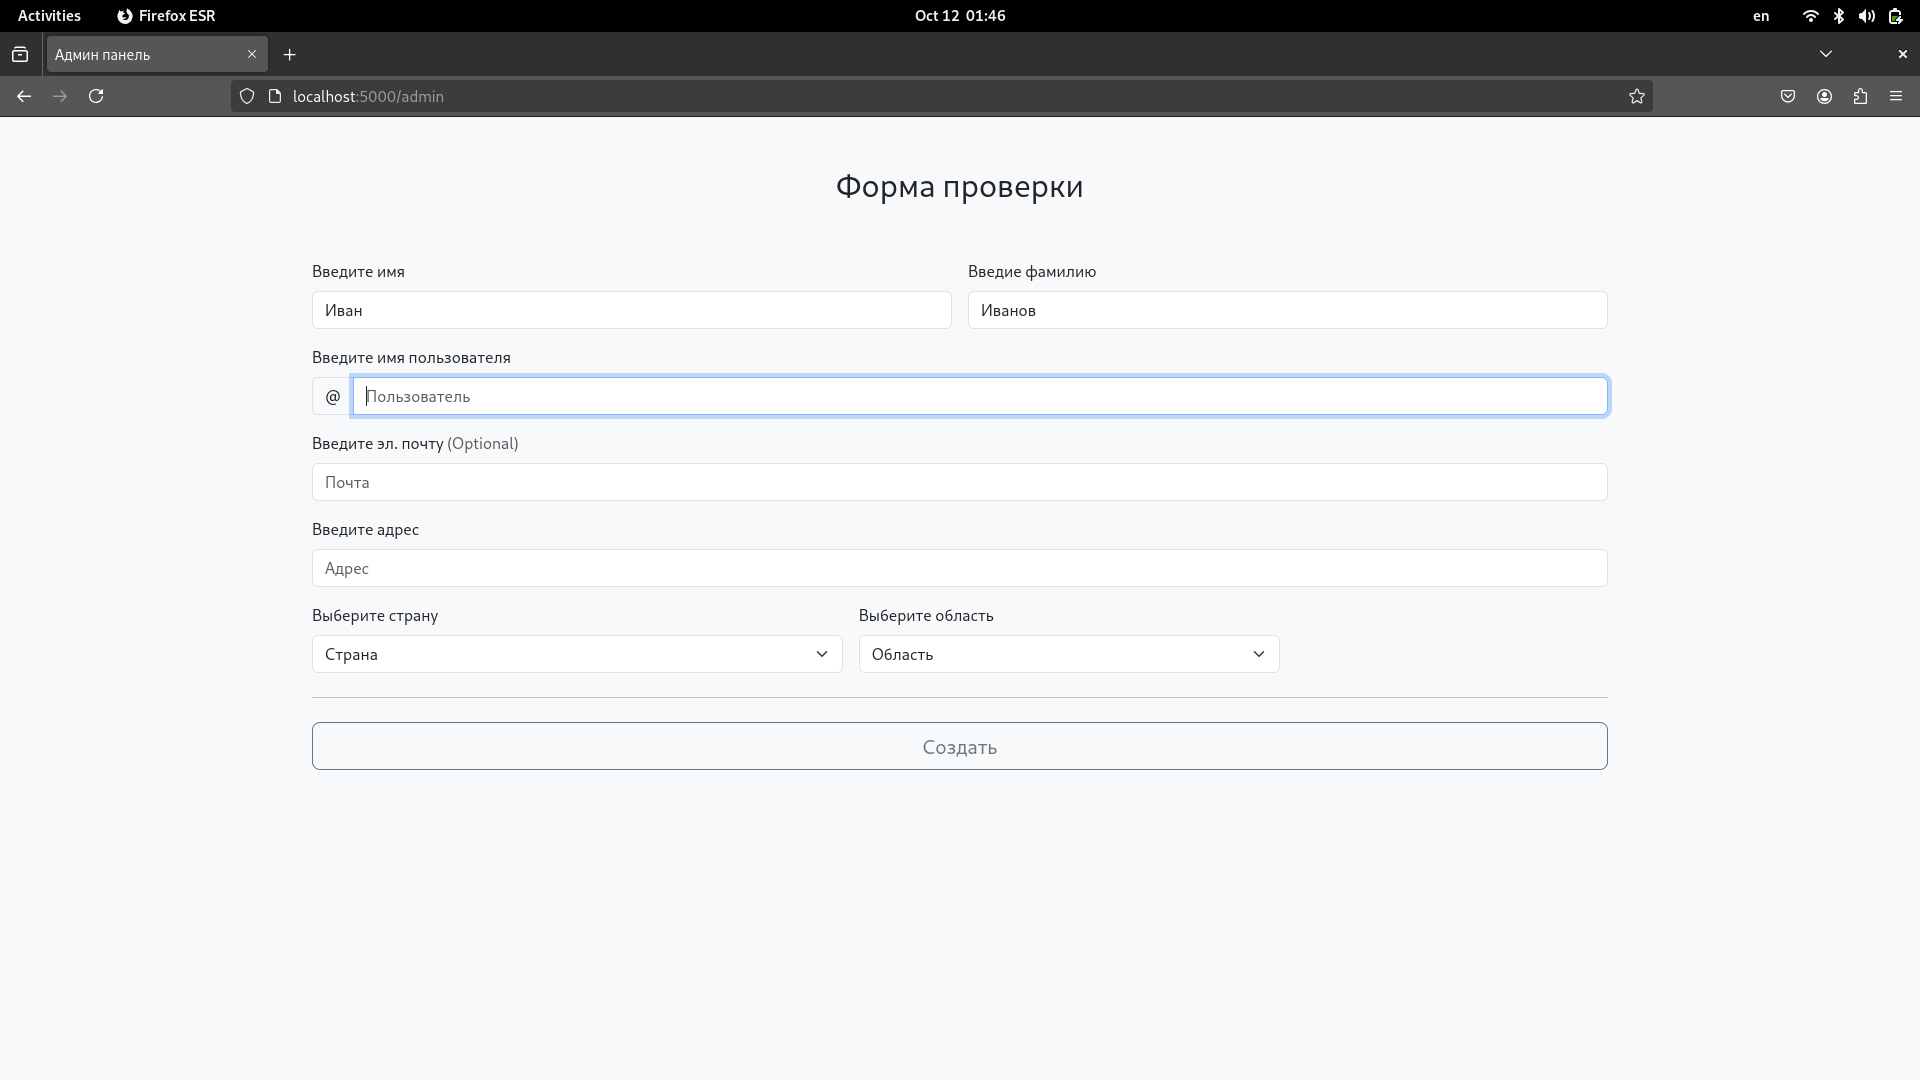 Activities Firefox ESR Oct 12 01:46 en
Админ панель
localhost:5000/admin
Форма проверки
Введите имя Введие фамилию
Иван Иванов
Введите имя пользователя
@ Пользователь
Введите эл. почту (Optional)
Почта
Введите адрес
Адрес
Выберите страну Выберите область
Страна Область
Создать